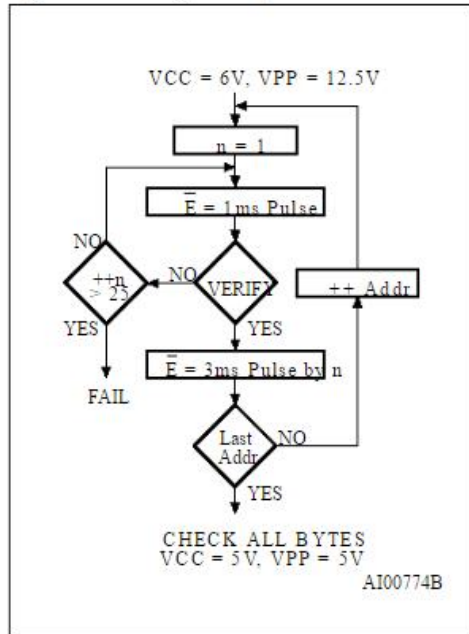 VCC = 6V, VPP = 12.5V
n = 1
E̅ = 1ms Pulse
NO
++n
> 25
NO
VERIFY
++ Addr
YES
YES
E̅ = 3ms Pulse by n
FAIL
Last
Addr
NO
YES
CHECK ALL BYTES
VCC = 5V, VPP = 5V
AI00774B